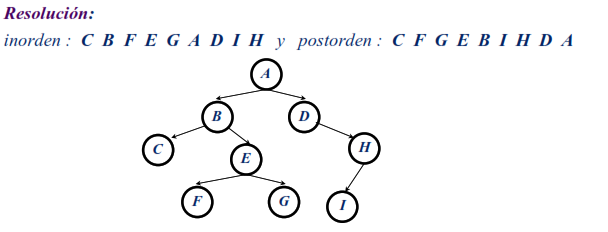 Resolución:
inorden : C B F E G A D I H y postorden : C F G E B I H D A
A
B D
C E H
F G I